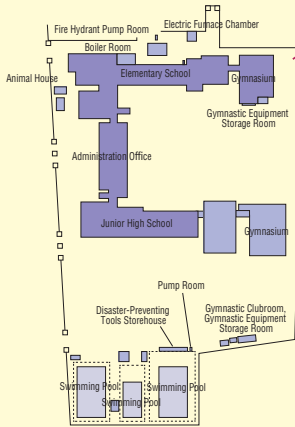 Electric Furnace Chamber
Fire Hydrant Pump Room
Boiler Room
Animal House
Elementary School
Gymnasium
Gymnastic Equipment
Storage Room
Administration Office
Junior High School
Gymnasium
Pump Room
Disaster-Preventing
Tools Storehouse
Gymnastic Clubroom,
Gymnastic Equipment
Storage Room
Swimming Pool
Swimming Pool
Swimming Pool